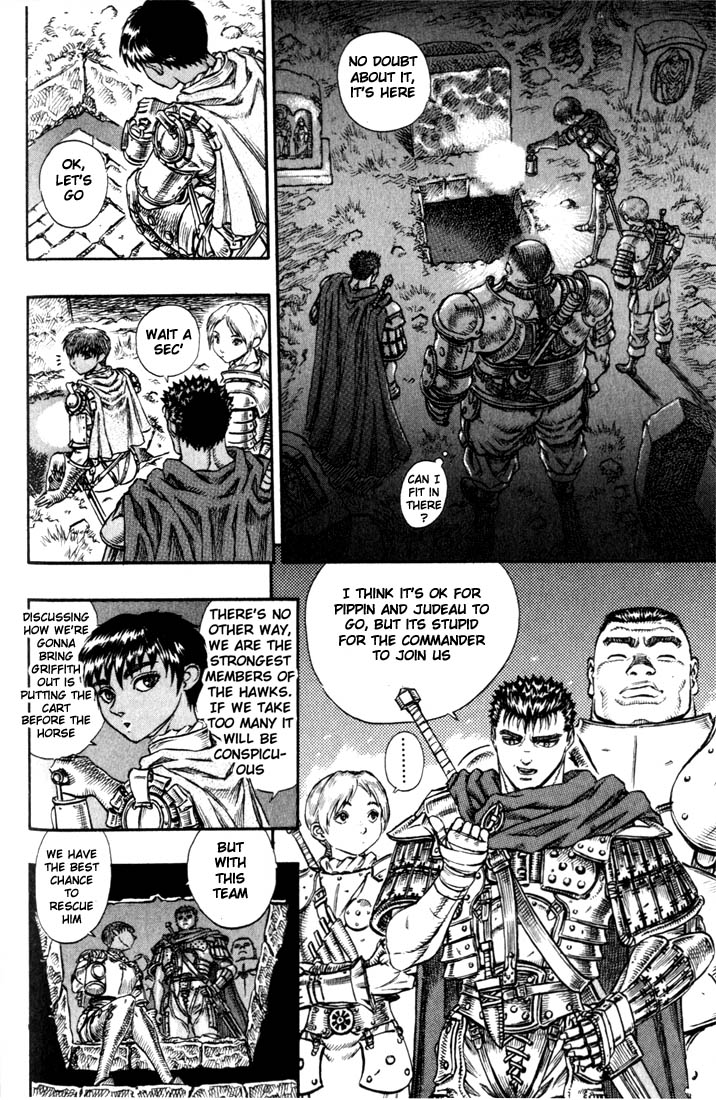 NO DOUBT
ABOUT IT,
IT'S HERE
CAN I
FIT IN
THERE
?
OK,
LET'S
GO
WAIT A
SEC'
I THINK IT'S OK FOR
PIPPIN AND JUDEAU TO
GO, BUT ITS STUPID
FOR THE COMMANDER
TO JOIN US
......
THERE'S NO
OTHER WAY,
WE ARE THE
STRONGEST
MEMBERS OF
THE HAWKS.
IF WE TAKE
TOO MANY IT
WILL BE
CONSPICU-
OUS
DISCUSSING
HOW WE'RE
GONNA
BRING
GRIFFITH
OUT IS
PUTTING THE
CART
BEFORE THE
HORSE
BUT
WITH
THIS
TEAM
WE HAVE
THE BEST
CHANCE TO
RESCUE
HIM